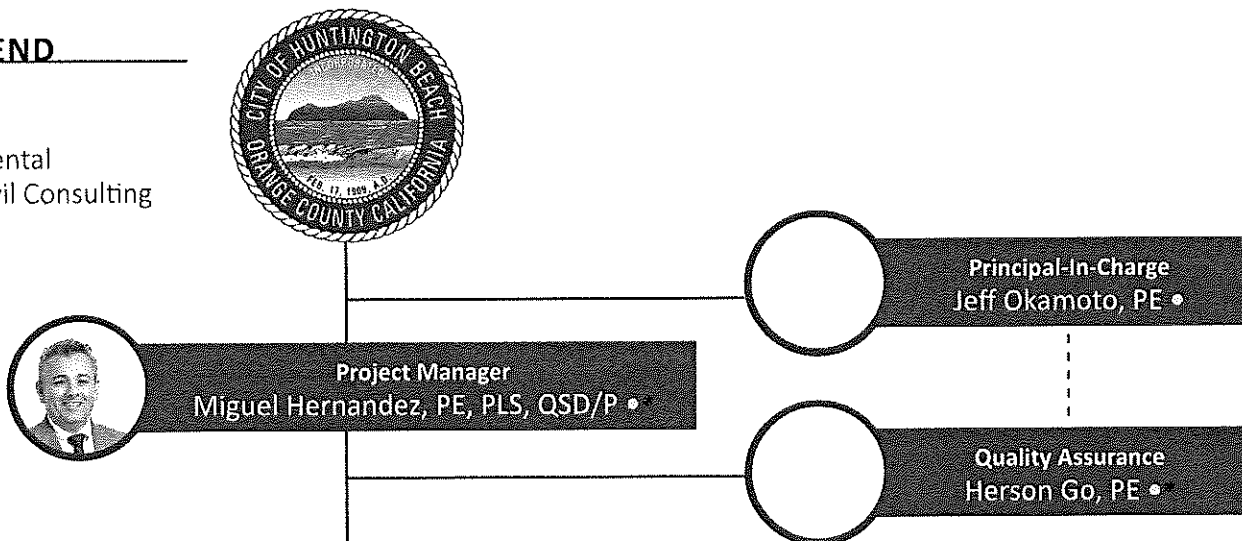 END
CITY OF HUNTINGTON BEACH
INCORPORATED
FEB. 17, 1909, A.D.
ORANGE COUNTY CALIFORNIA
ental
vil Consulting
Principal-In-Charge
Jeff Okamoto, PE •
Project Manager
Miguel Hernandez, PE, PLS, QSD/P •*
Quality Assurance
Herson Go, PE •*